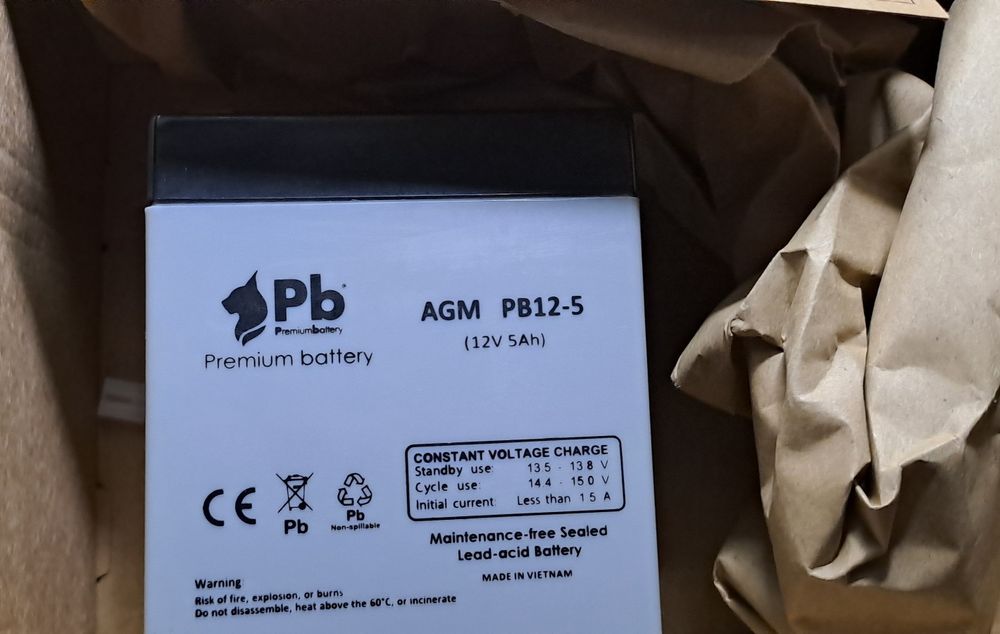 Pb
PremiumBattery
Premium battery
AGM PB12-5
(12V 5Ah)
CONSTANT VOLTAGE CHARGE
Standby use: 13.5 - 13.8 V
Cycle use: 14.4 - 15.0 V
Initial current: Less than 1.5 A
CE
Pb
Pb
Non-spillable
Maintenance-free Sealed
Lead-acid Battery
MADE IN VIETNAM
Warning
Risk of fire, explosion, or burns
Do not disassemble, heat above the 60°C, or incinerate